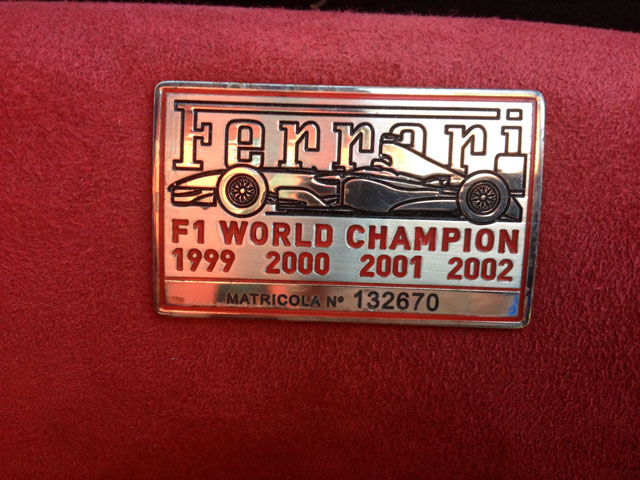 Ferrari
F1 WORLD CHAMPION
1999 2000 2001 2002
MATRICOLA Nº 132670